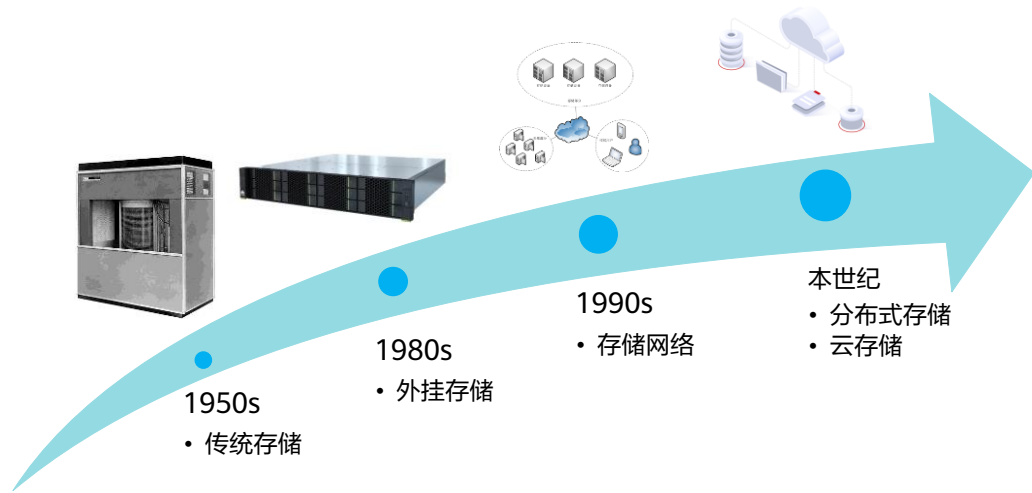 1950s
• 传统存储
1980s
• 外挂存储
1990s
• 存储网络
本世纪
• 分布式存储
• 云存储